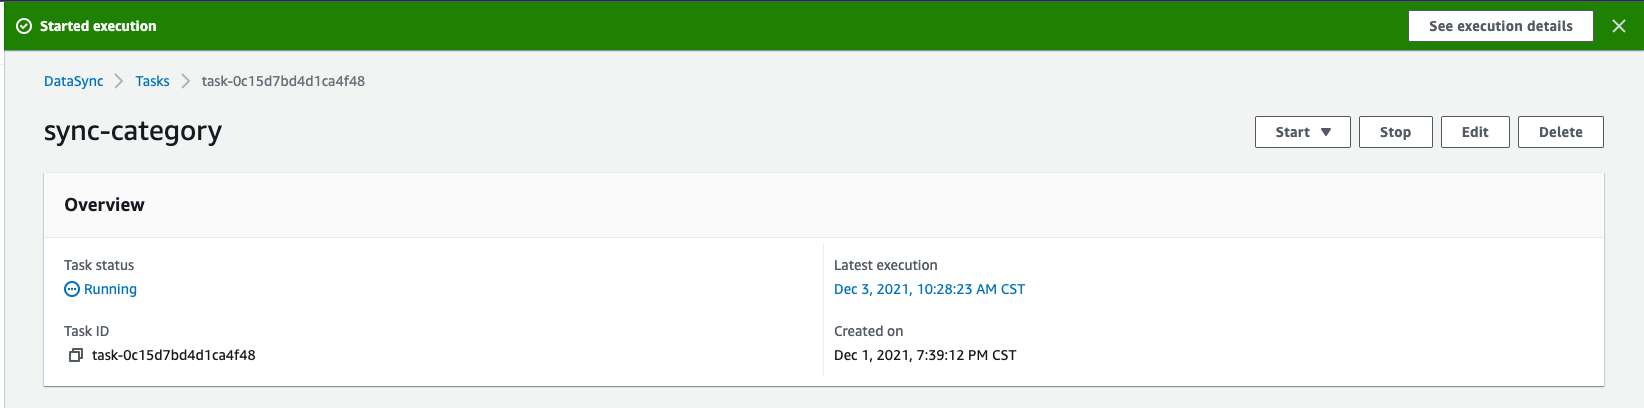 Started execution
See execution details
DataSync
Tasks
task-0c15d7bd4d1ca4f48
sync-category
Start
Stop
Edit
Delete
Overview
Task status
Running
Latest execution
Dec 3, 2021, 10:28:23 AM CST
Task ID
task-0c15d7bd4d1ca4f48
Created on
Dec 1, 2021, 7:39:12 PM CST